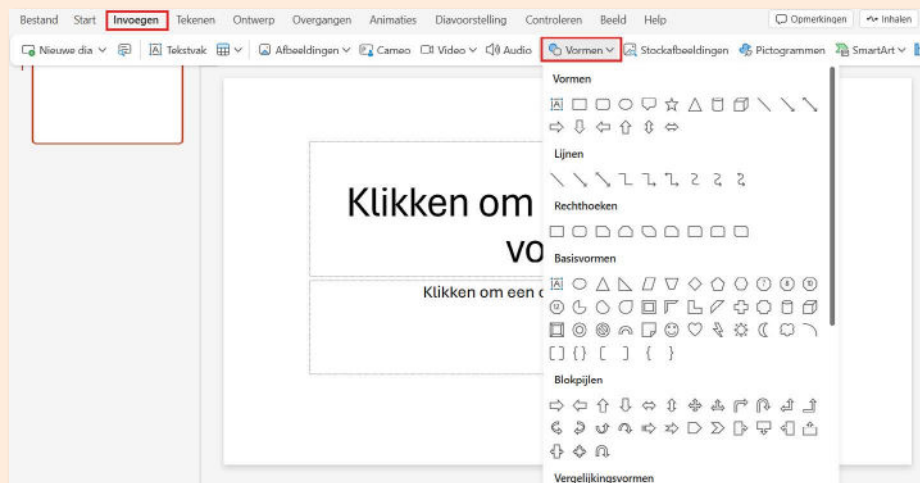 Bestand Start Invoegen Tekenen Ontwerp Overgangen Animaties Diavoorstelling Controleren Beeld Help Opmerkingen Inhalen
Nieuwe dia Tekstvak Afbeeldingen Cameo Video Audio Vormen Stockafbeeldingen Pictogrammen SmartArt
Vormen
Lijnen
Klikken om
Rechthoeken
vo
Basisvormen
Klikken om een
Blokpijlen
Vergelijkingsvormen